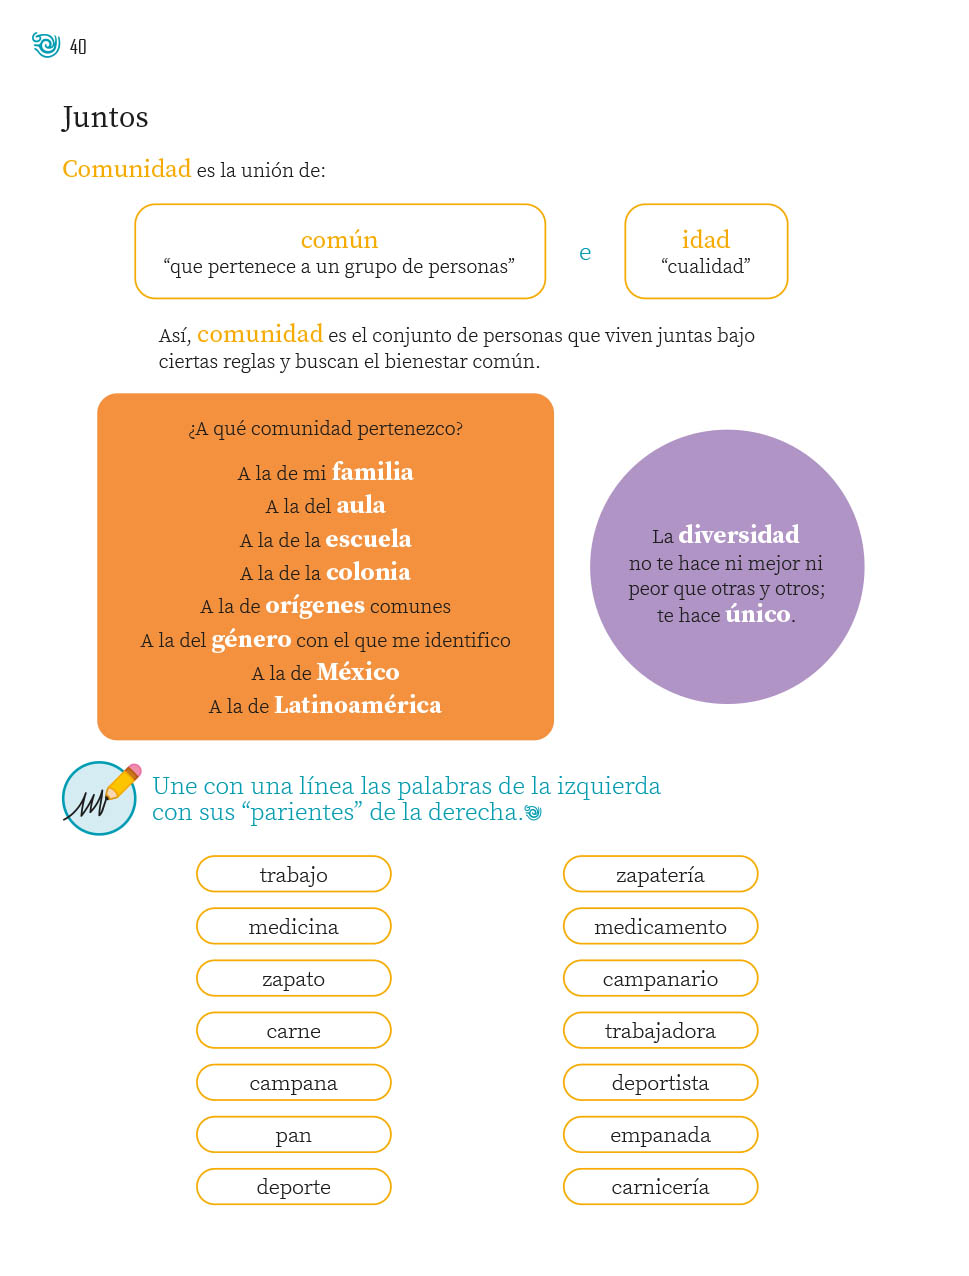 40
Juntos
Comunidad es la unión de:
común
“que pertenece a un grupo de personas”
e
idad
“cualidad”
Así, comunidad es el conjunto de personas que viven juntas bajo
ciertas reglas y buscan el bienestar común.
¿A qué comunidad pertenezco?
A la de mi familia
A la del aula
A la de la escuela
A la de la colonia
A la de orígenes comunes
A la del género con el que me identifico
A la de México
A la de Latinoamérica
La diversidad
no te hace ni mejor ni
peor que otras y otros;
te hace único.
Une con una línea las palabras de la izquierda
con sus “parientes” de la derecha.
trabajo
zapatería
medicina
medicamento
zapato
campanario
carne
trabajadora
campana
deportista
pan
empanada
deporte
carnicería